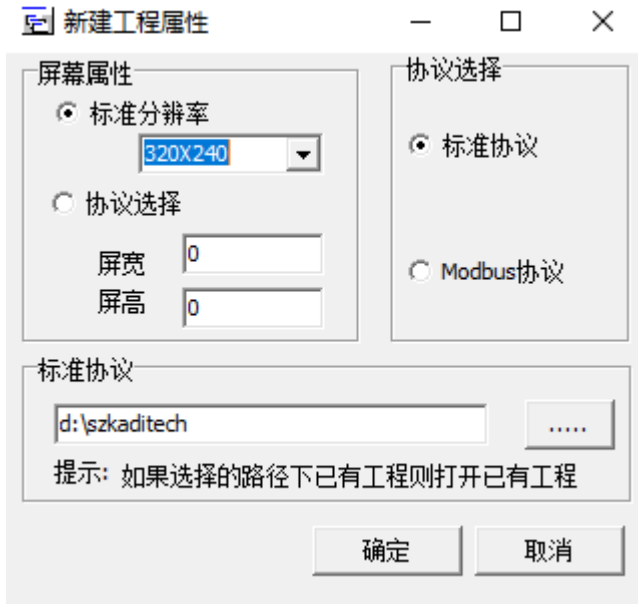 新建工程属性
屏幕属性
标准分辨率
320X240
协议选择
屏宽
0
屏高
0
协议选择
标准协议
Modbus协议
标准协议
d:\szkaditech
.....
提示: 如果选择的路径下已有工程则打开已有工程
确定
取消